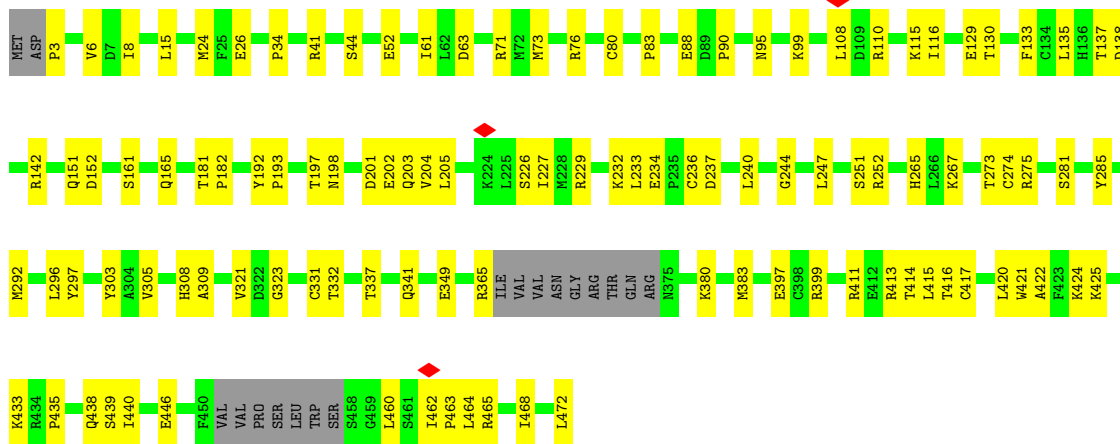 MET ASP P3 V6 D7 I8 L15 M24 F25 E26 P34 R41 S44 E52 I61 L62 D63 R71 M72 M73 R76 C80 P83 E88 D89 P90 N95 K99 L108 D109 R110 K115 I116 E129 T130 F133 C134 L135 H136 T137 D138
R142 Q151 D152 S161 Q165 T181 P182 Y192 P193 T197 N198 D201 E202 Q203 V204 L205 K224 L225 S226 I227 M228 R229 K232 L233 E234 P235 C236 D237 L240 G244 L247 S251 R252 H265 L266 K267 T273 C274 R275 S281 Y285
M292 L296 Y297 Y303 A304 V305 H308 A309 V321 D322 G323 C331 T332 T337 Q341 E349 R365 ILE VAL VAL ASN GLY ARG THR GLN ARG N375 K380 M383 E397 C398 R399 R411 E412 R413 T414 L415 T416 C417 L420 W421 A422 F423 K424 K425
K433 R434 P435 Q438 S439 I440 E446 F450 VAL VAL PRO SER LEU TRP SER S458 G459 L460 S461 I462 P463 L464 R465 I468 L472